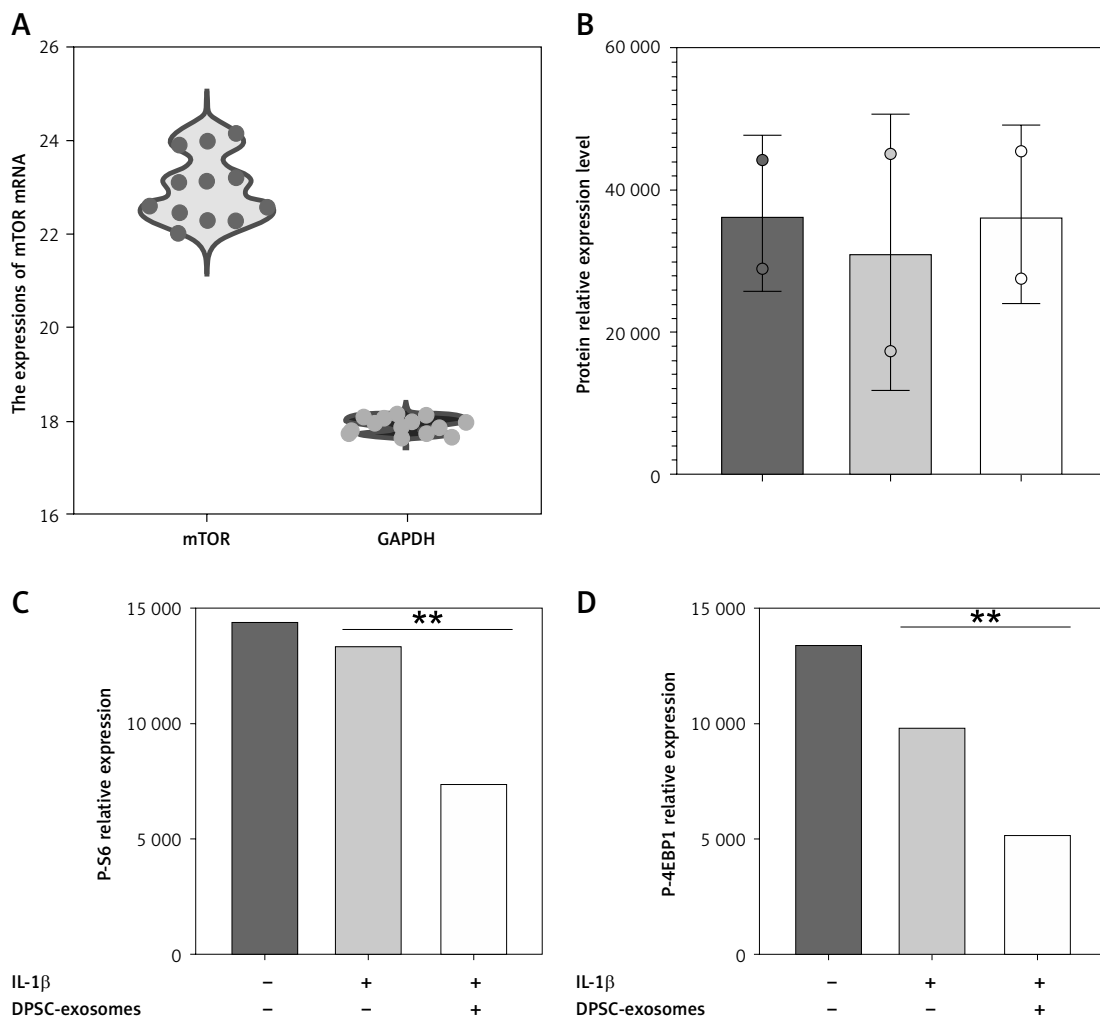 A
The expressions of mTOR mRNA
26
24
22
20
18
16
mTOR GAPDH
B
Protein relative expression level
60 000
40 000
20 000
0
C
P-S6 relative expression
15 000
10 000
5 000
0
**
IL-1β – + +
DPSC-exosomes – – +
D
P-4EBP1 relative expression
15 000
10 000
5 000
0
**
IL-1β – + +
DPSC-exosomes – – +